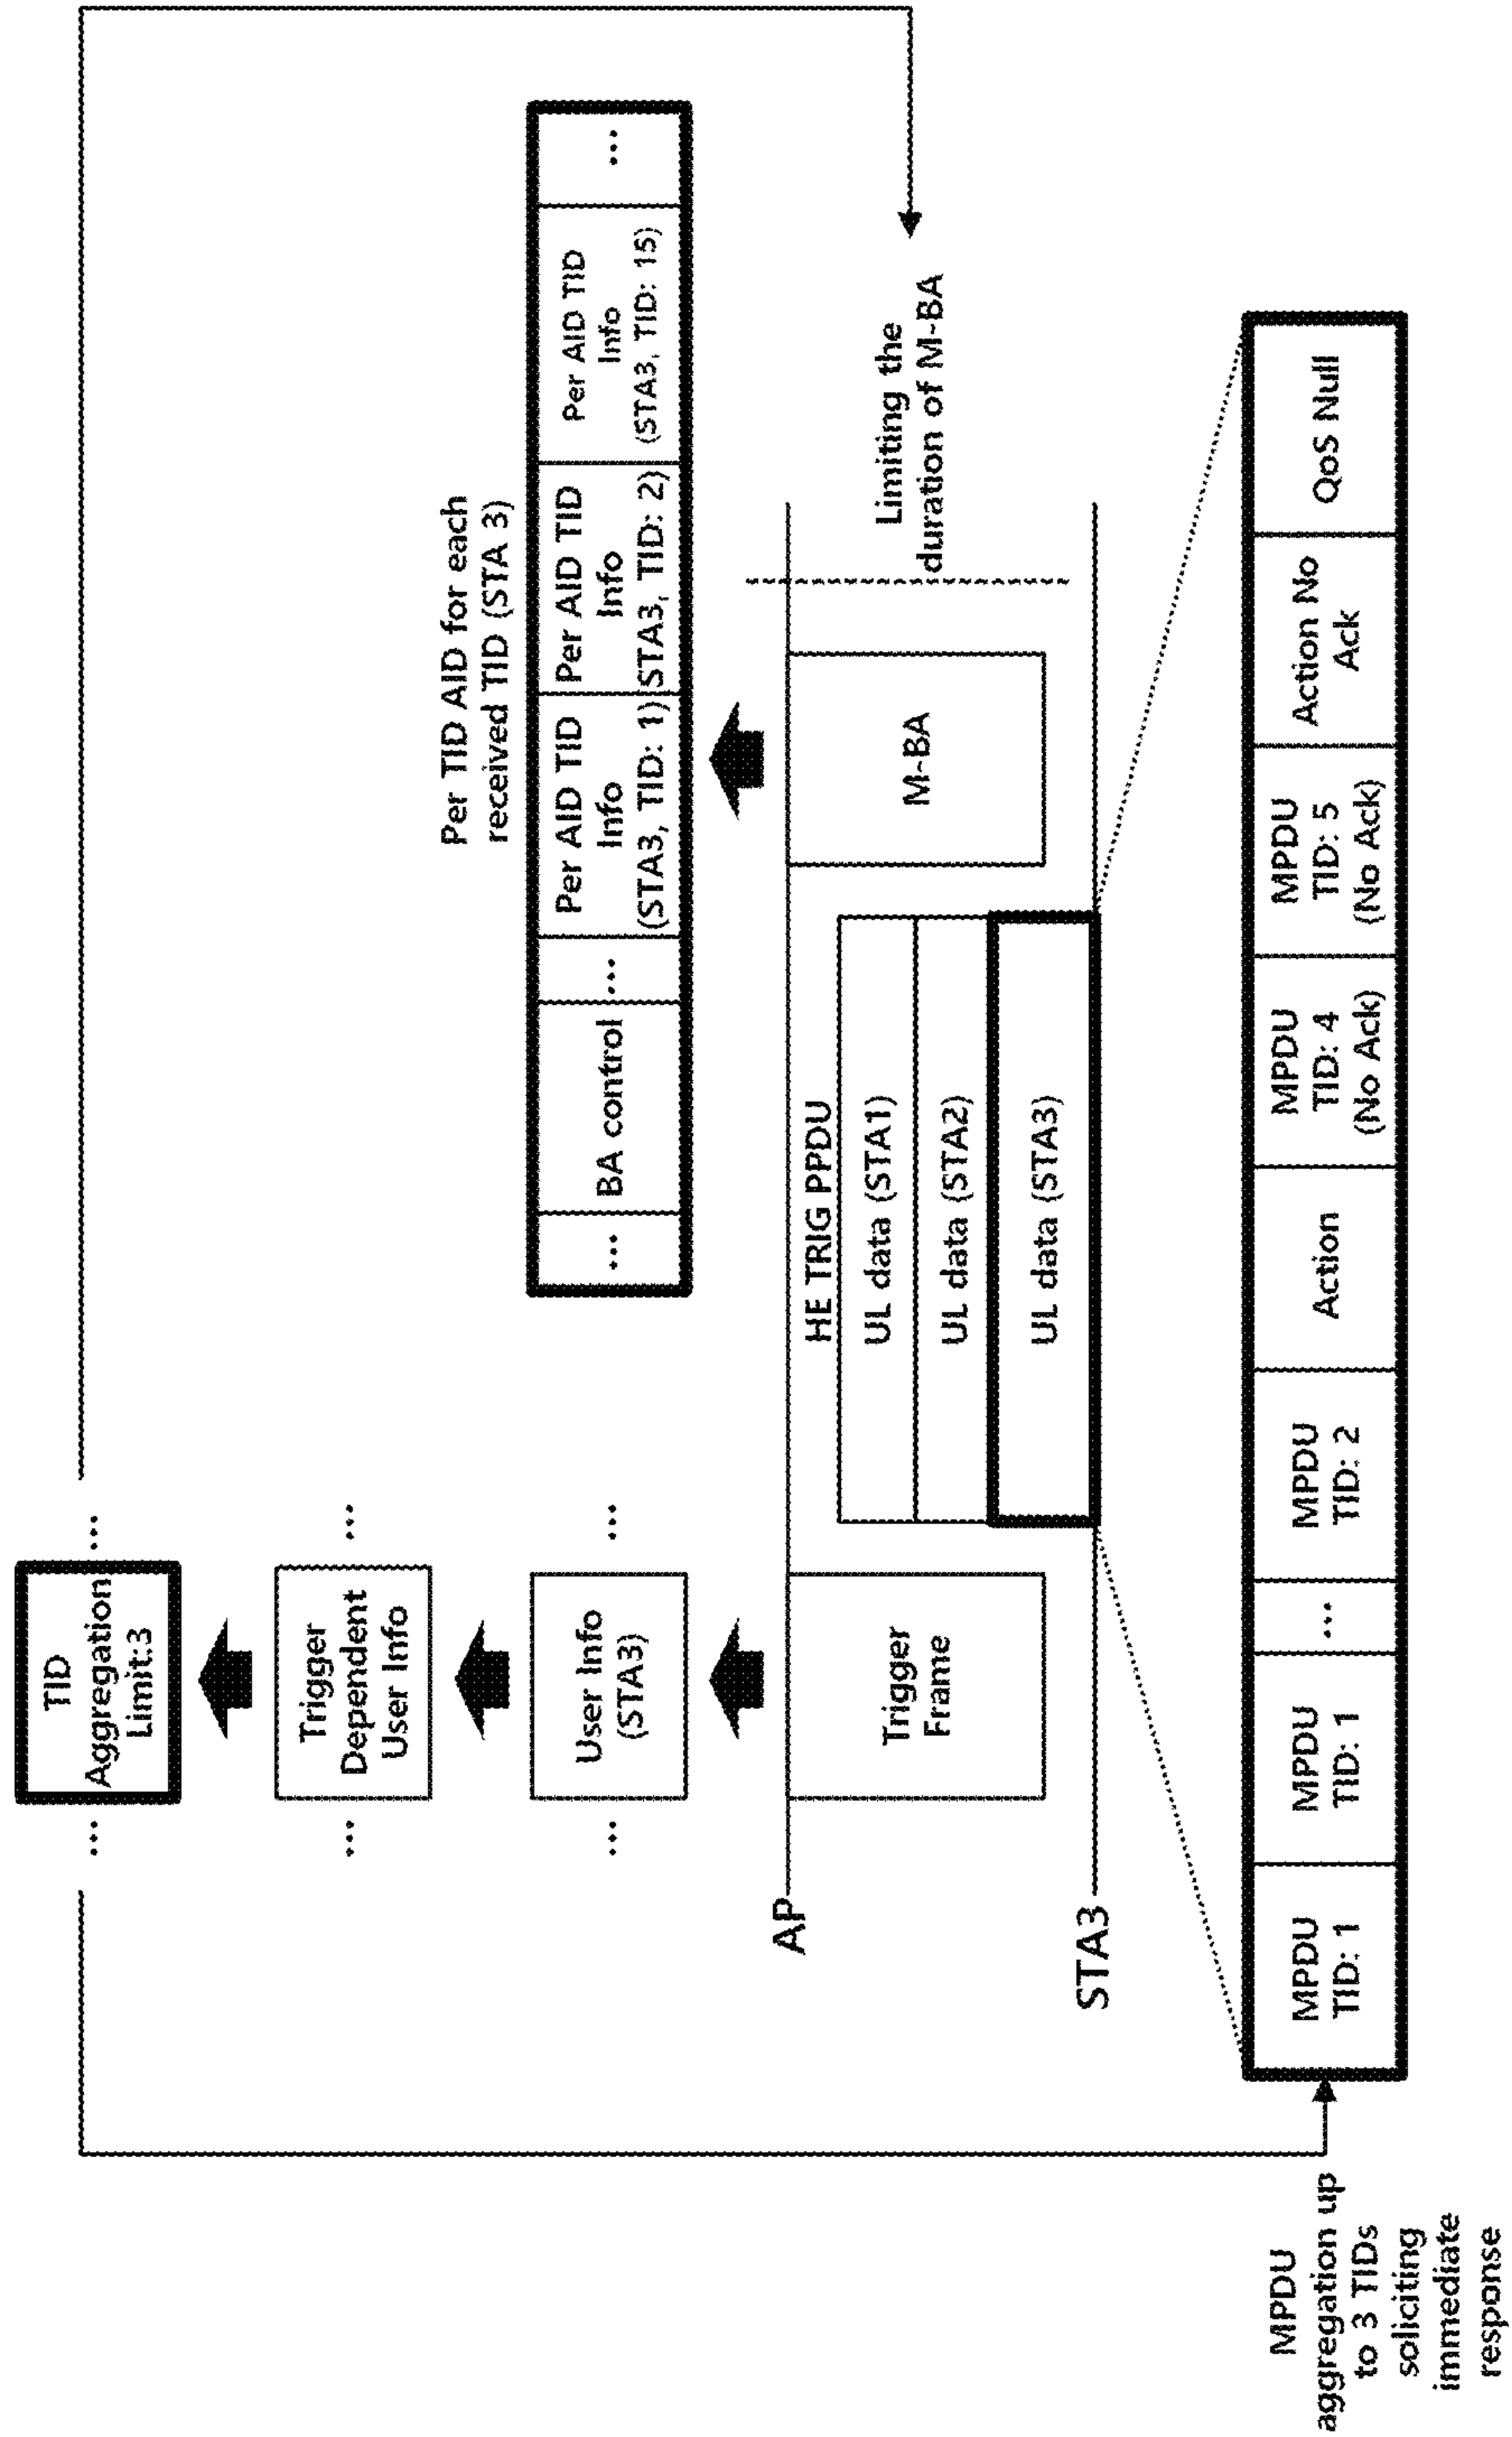 TID
Aggregation
Limit:3
...
...
Trigger
Dependent
User Info
...
...
User Info
(STA3)
...
...
Per TID AID for each
received TID (STA 3)
...
BA control
...
Per AID TID
Info
(STA3, TID: 1)
Per AID TID
Info
STA3, TID: 2)
Per AID TID
Info
(STA3, TID: 15)
...
AP
Trigger
Frame
HE TRIG PPDU
UL data (STA1)
UL data (STA2)
UL data (STA3)
M-BA
Limiting the
duration of M-BA
STA3
MPDU
aggregation up
to 3 TIDs
soliciting
immediate
response
MPDU
TID: 1
MPDU
TID: 1
...
MPDU
TID: 2
Action
MPDU
TID: 4
(No Ack)
MPDU
TID: 5
(No Ack)
Action No
Ack
QoS Null